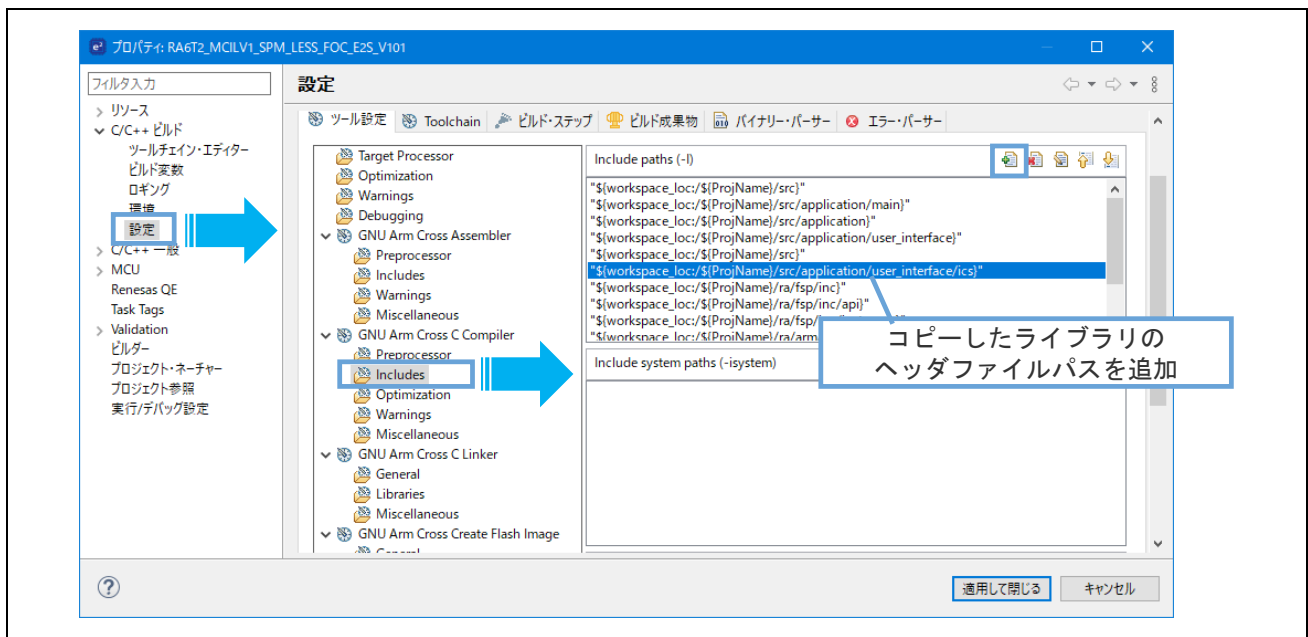 プロパティ: RA6T2_MCILV1_SPM_LESS_FOC_E2S_V101
フィルタ入力
リソース
C/C++ ビルド
ツールチェイン・エディター
ビルド変数
ロギング
環境
設定
C/C++ 一般
MCU
Renesas QE
Task Tags
Validation
ビルダー
プロジェクト・ネーチャー
プロジェクト参照
実行/デバッグ設定
設定
ツール設定 Toolchain ビルド・ステップ ビルド成果物 バイナリー・パーサー エラー・パーサー
Target Processor
Optimization
Warnings
Debugging
GNU Arm Cross Assembler
Preprocessor
Includes
Warnings
Miscellaneous
GNU Arm Cross C Compiler
Preprocessor
Includes
Optimization
Warnings
Miscellaneous
GNU Arm Cross C Linker
General
Libraries
Miscellaneous
GNU Arm Cross Create Flash Image
General
Include paths (-I)
"${workspace_loc:/${ProjName}/src}"
"${workspace_loc:/${ProjName}/src/application/main}"
"${workspace_loc:/${ProjName}/src/application}"
"${workspace_loc:/${ProjName}/src/application/user_interface}"
"${workspace_loc:/${ProjName}/src}"
"${workspace_loc:/${ProjName}/src/application/user_interface/ics}"
"${workspace_loc:/${ProjName}/ra/fsp/inc}"
"${workspace_loc:/${ProjName}/ra/fsp/inc/api}"
"${workspace_loc:/${ProjName}/ra/fsp/
"${workspace_loc:/${ProjName}/ra/arm
コピーしたライブラリの
ヘッダファイルパスを追加
Include system paths (-isystem)
適用して閉じる
キャンセル